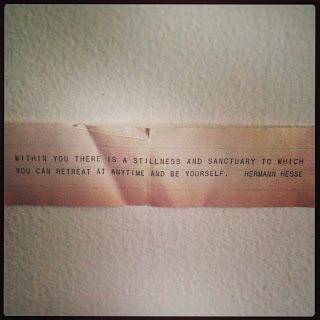 WITHIN YOU THERE IS A STILLNESS AND SANCTUARY TO WHICH
YOU CAN RETREAT AT ANYTIME AND BE YOURSELF. HERMANN HESSE